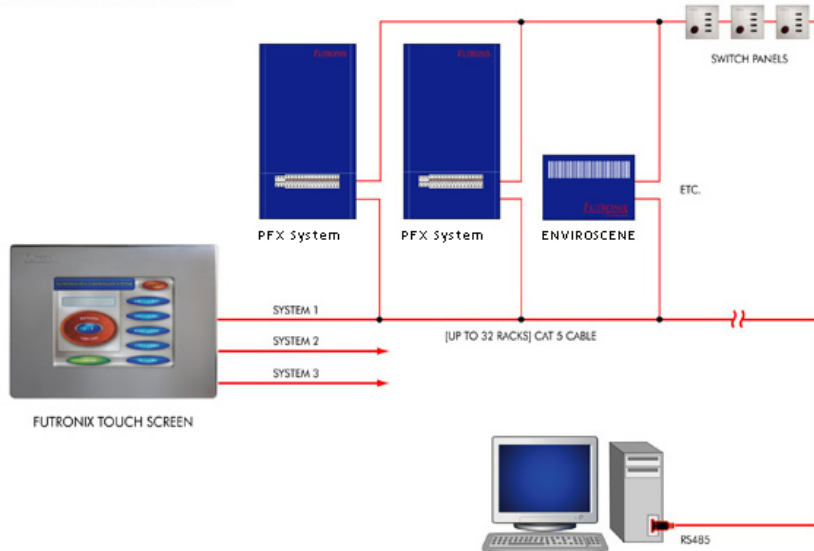 FUTRONIX
FUTRONIX
SWITCH PANELS
ETC.
FUTRONIX
PFX System
PFX System
ENVIROSCENE
SYSTEM 1
[UP TO 32 RACKS] CAT 5 CABLE
SYSTEM 2
SYSTEM 3
FUTRONIX TOUCH SCREEN
RS485